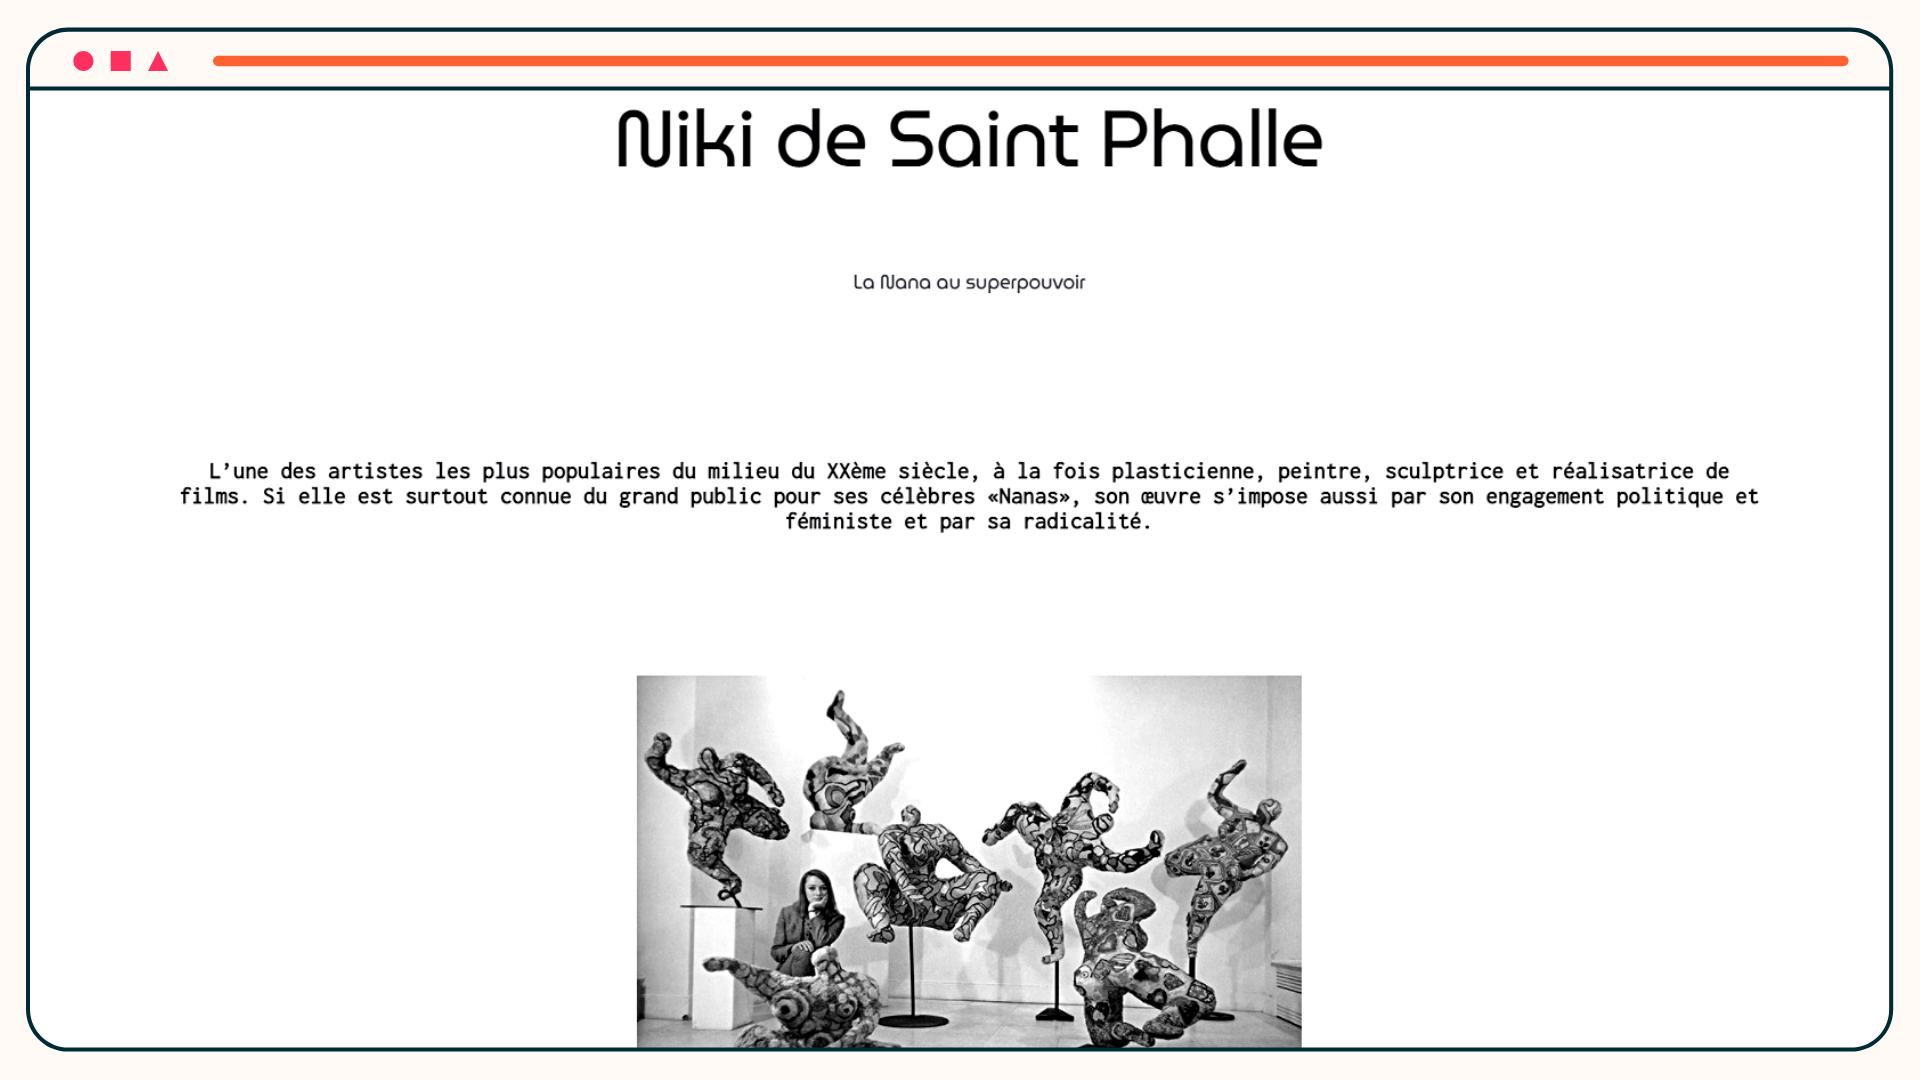 Niki de Saint Phalle
La Nana au superpouvoir
L’une des artistes les plus populaires du milieu du XXème siècle, à la fois plasticienne, peintre, sculptrice et réalisatrice de
films. Si elle est surtout connue du grand public pour ses célèbres «Nanas», son œuvre s’impose aussi par son engagement politique et
féministe et par sa radicalité.